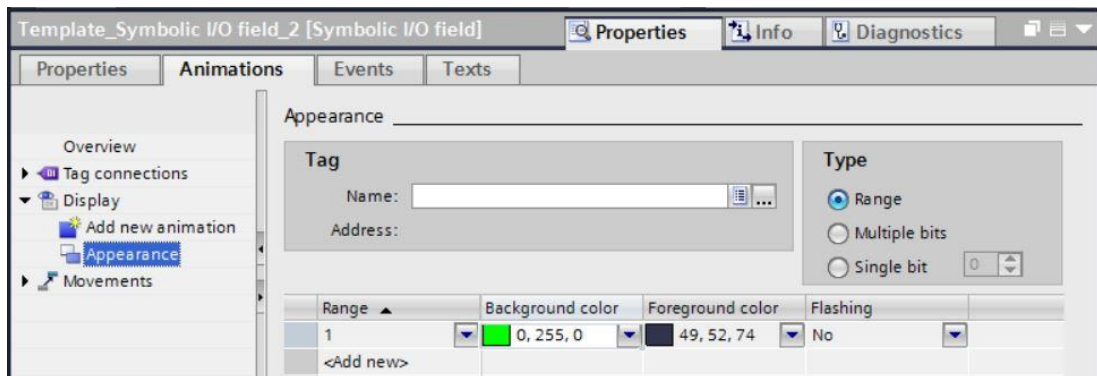 Template_Symbolic I/O field_2 [Symbolic I/O field]
Properties
Info
Diagnostics
Properties
Animations
Events
Texts
Overview
Tag connections
Display
Add new animation
Appearance
Movements
Appearance
Tag
Name:
...
Address:
Type
Range
Multiple bits
Single bit 0
Range Background color Foreground color Flashing
1 0, 255, 0 49, 52, 74 No
<Add new>